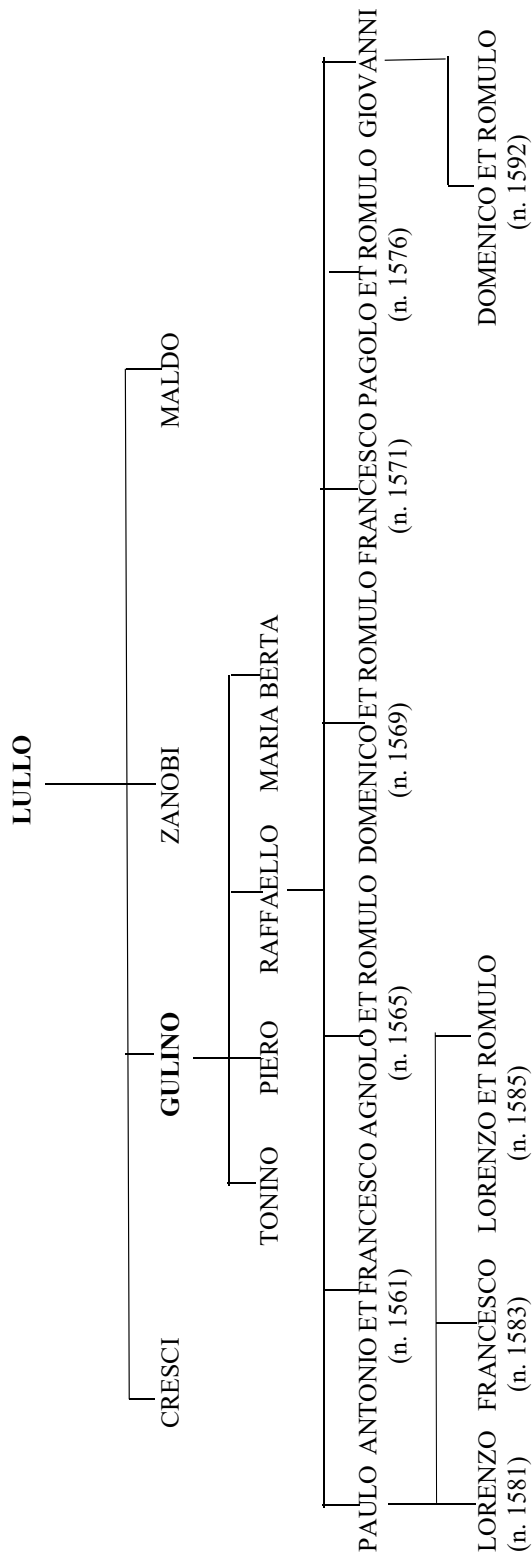 LULLO
CRESCI GULINO ZANOBI MALDO
TONINO PIERO RAFFAELLO MARIA BERTA
PAULO ANTONIO ET FRANCESCO AGNOLO ET ROMULO DOMENICO ET ROMULO FRANCESCO PAGOLO ET ROMULO GIOVANNI
(n. 1561) (n. 1565) (n. 1569) (n. 1571) (n. 1576)
LORENZO FRANCESCO LORENZO ET ROMULO DOMENICO ET ROMULO
(n. 1581) (n. 1583) (n. 1585) (n. 1592)